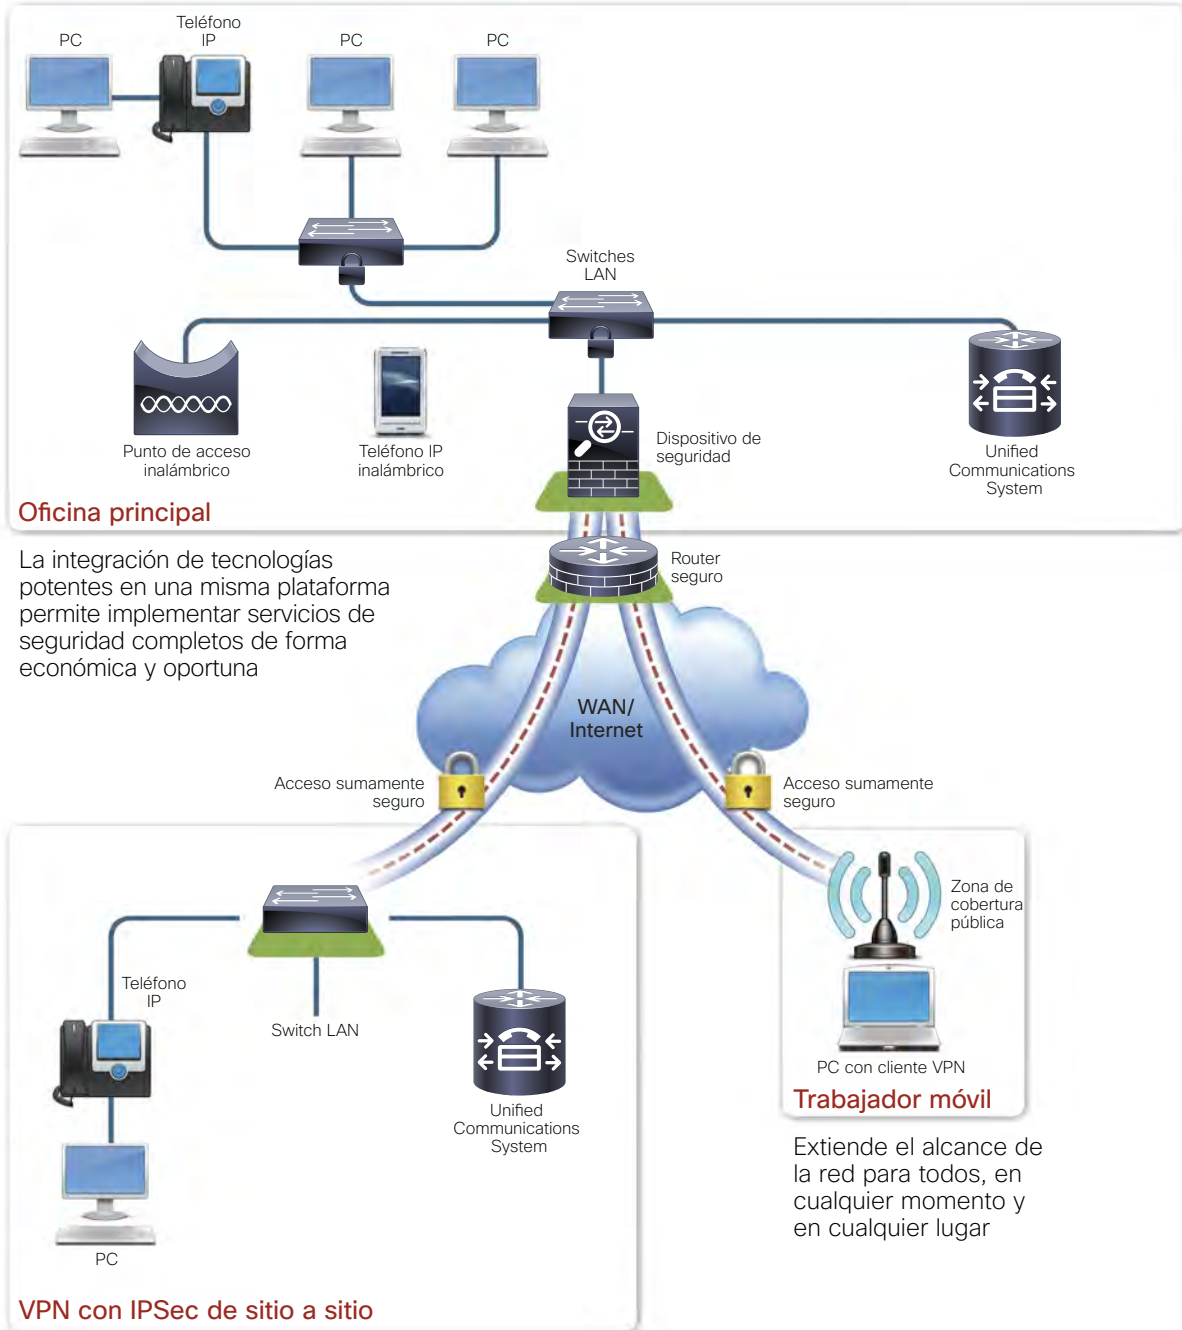 PC
Teléfono
IP
PC
PC
Switches
LAN
Punto de acceso
inalámbrico
Teléfono IP
inalámbrico
Dispositivo de
seguridad
Unified
Communications
System
Oficina principal
La integración de tecnologías
potentes en una misma plataforma
permite implementar servicios de
seguridad completos de forma
económica y oportuna
Router
seguro
WAN/
Internet
Acceso sumamente
seguro
Acceso sumamente
seguro
Teléfono
IP
Switch LAN
Unified
Communications
System
PC
VPN con IPSec de sitio a sitio
Zona de
cobertura
pública
PC con cliente VPN
Trabajador móvil
Extiende el alcance de
la red para todos, en
cualquier momento y
en cualquier lugar